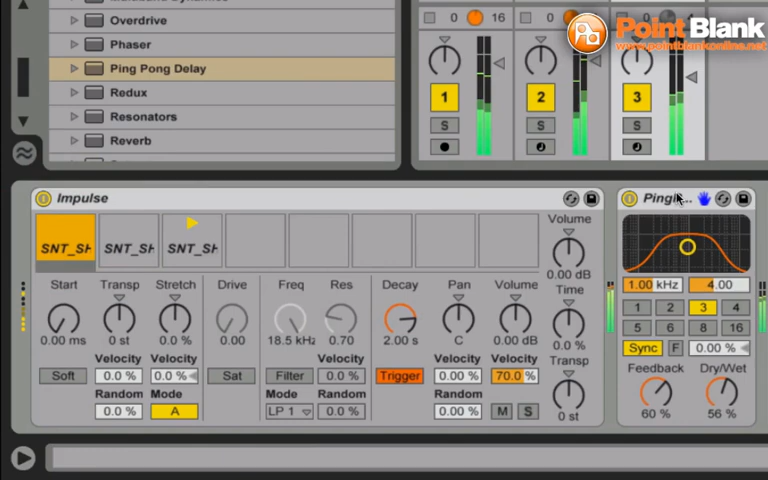 Overdrive
Phaser
Ping Pong Delay
Redux
Resonators
Reverb
0 16 0
Point Blank
www.pointblankonline.net
1 2 3
S S S
Impulse
SNT_SH SNT_SH SNT_SH
Volume
0.00 dB
Start Transp Stretch Drive Freq Res Decay Pan Volume Time
0.00 ms 0 st 0.0 % 0.00 18.5 kHz 0.70 2.00 s C 0.00 dB 0.0 %
Velocity Velocity Velocity Velocity Velocity Transp
Soft 0.0 % 0.0 % Sat Filter 0.0 % Trigger 0.00 % 70.0 %
Random Mode Mode Random Random
0.0 % A LP 1 0.0 % 0.00 % M S 0 st
1.00 kHz 4.00
1 2 3 4
5 6 8 16
Sync F 0.00 %
Feedback Dry/Wet
60 % 56 %